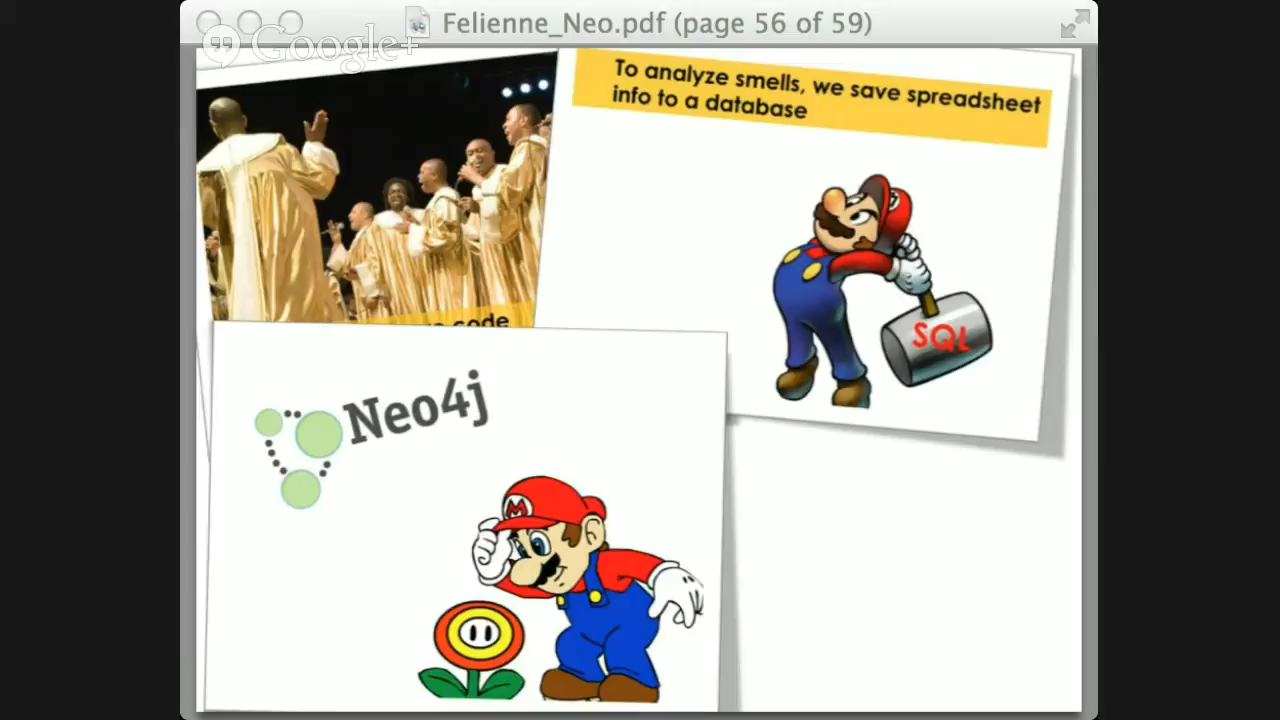 Felienne_Neo.pdf (page 56 of 59)
Google+
To analyze smells, we save spreadsheet
info to a database
SQL
code
Neo4j
M